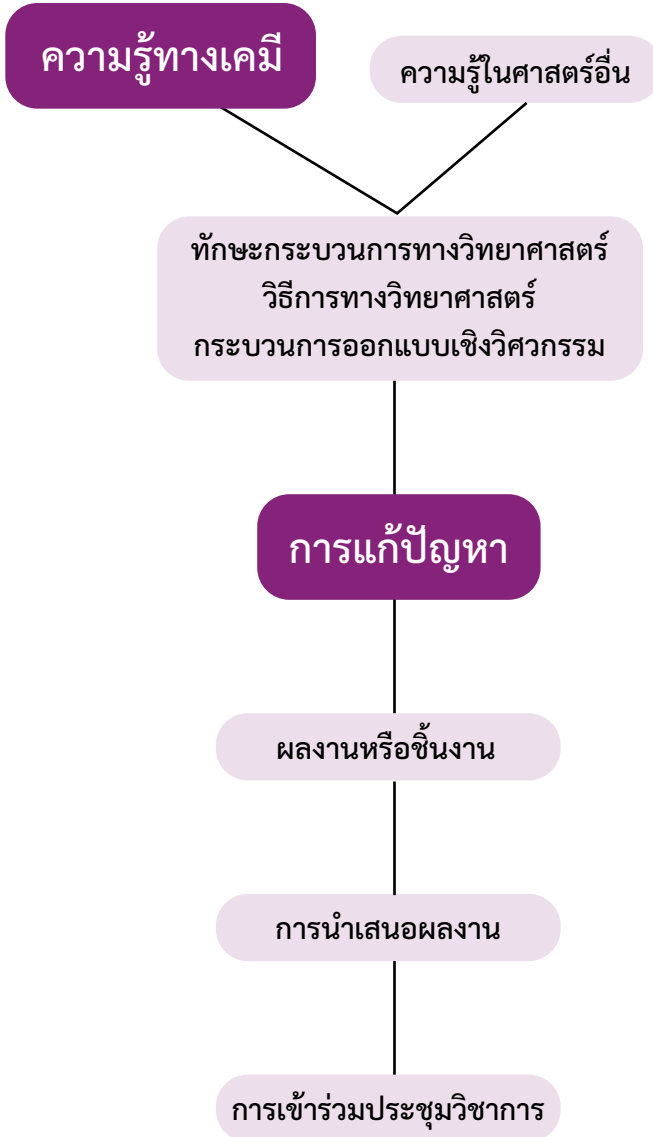 ความรู้ทางเคมี
ความรู้ในศาสตร์อื่น
ทักษะกระบวนการทางวิทยาศาสตร์
วิธีการทางวิทยาศาสตร์
กระบวนการออกแบบเชิงวิศวกรรม
การแก้ปัญหา
ผลงานหรือชิ้นงาน
การนำเสนอผลงาน
การเข้าร่วมประชุมวิชาการ